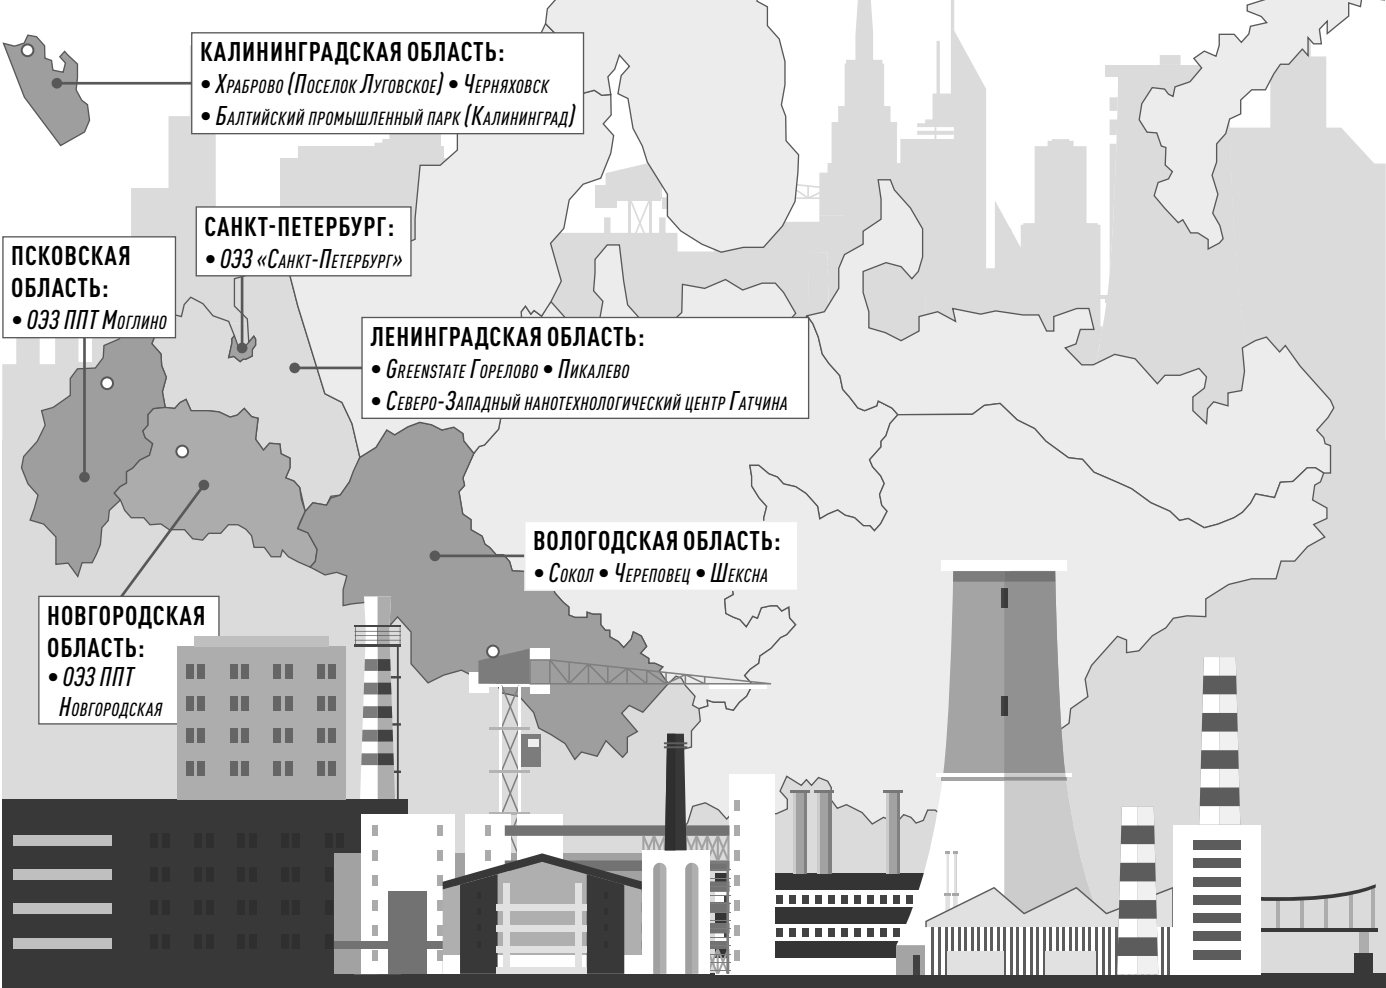 КАЛИНИНГРАДСКАЯ ОБЛАСТЬ:
• Храброво (Поселок Луговское) • Черняховск
• Балтийский промышленный парк (Калининград)
САНКТ-ПЕТЕРБУРГ:
• ОЭЗ «Санкт-Петербург»
ПСКОВСКАЯ
ОБЛАСТЬ:
• ОЭЗ ППТ Моглино
ЛЕНИНГРАДСКАЯ ОБЛАСТЬ:
• Greenstate Горелово • Пикалево
• Северо-Западный нанотехнологический центр Гатчина
ВОЛОГОДСКАЯ ОБЛАСТЬ:
• Сокол • Череповец • Шексна
НОВГОРОДСКАЯ
ОБЛАСТЬ:
• ОЭЗ ППТ
Новгородская